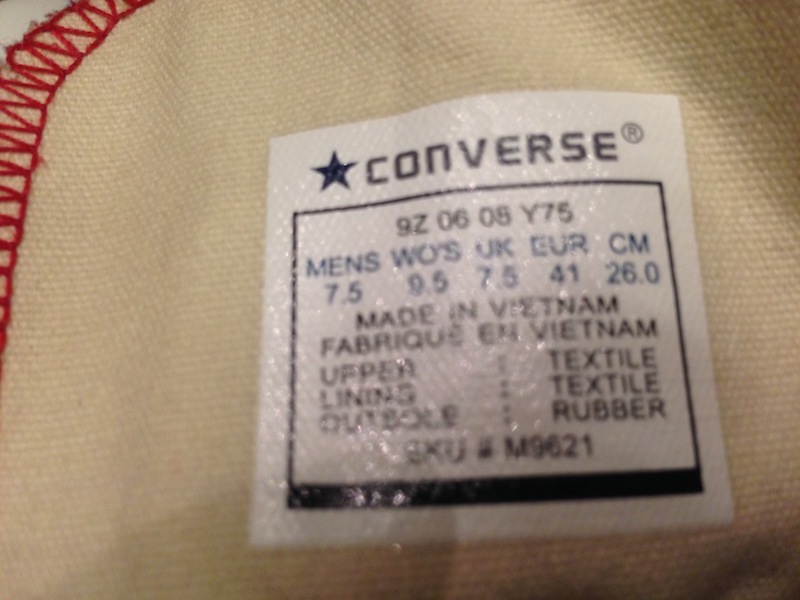 CONVERSE®
9Z 06 08 Y75
MENS WO'S UK EUR CM
7.5 9.5 7.5 41 26.0
MADE IN VIETNAM
FABRIQUE EN VIETNAM
UPPER : TEXTILE
LINING : TEXTILE
OUTSOLE : RUBBER
SKU # M9621